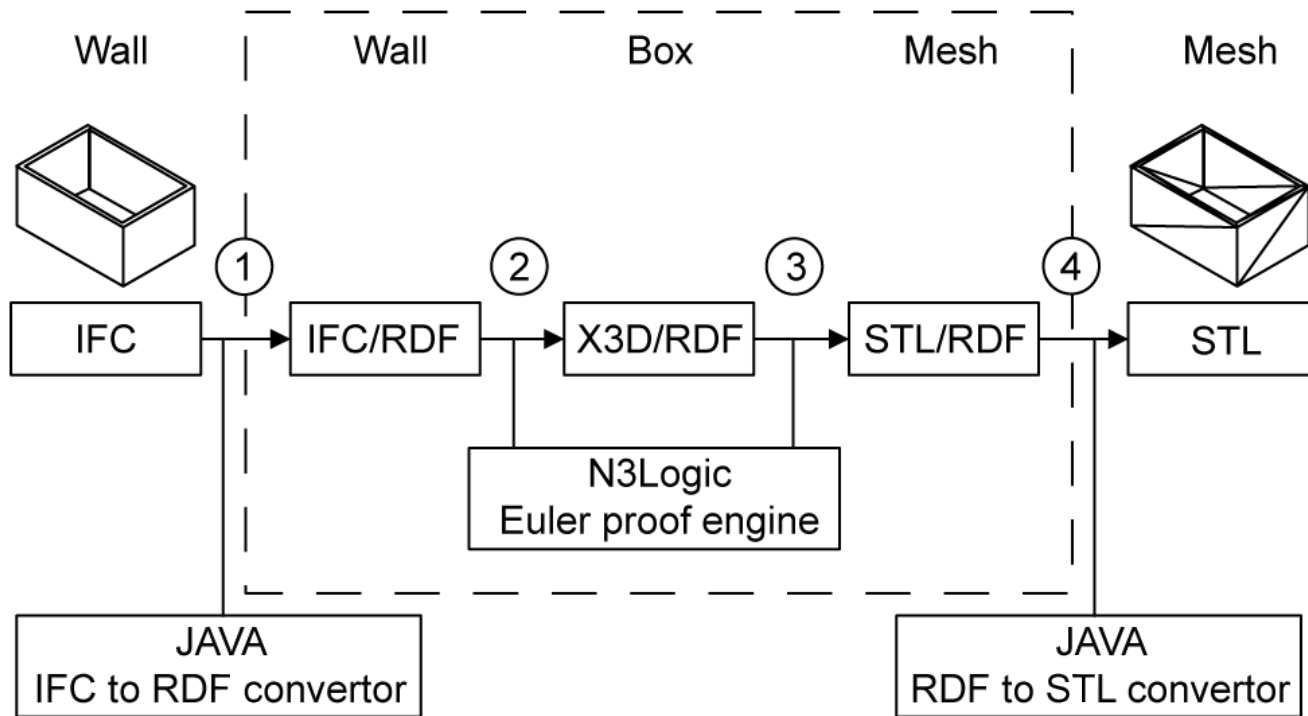 Wall
Wall
Box
Mesh
Mesh
1
2
3
4
IFC
IFC/RDF
X3D/RDF
STL/RDF
STL
N3Logic
Euler proof engine
JAVA
IFC to RDF convertor
JAVA
RDF to STL convertor